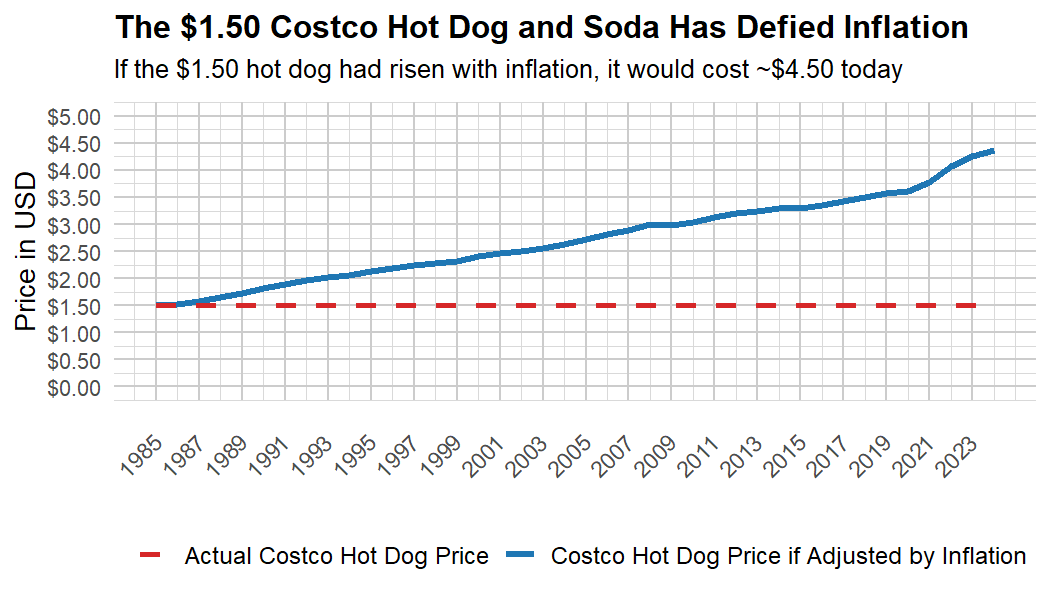 The $1.50 Costco Hot Dog and Soda Has Defied Inflation
If the $1.50 hot dog had risen with inflation, it would cost ~$4.50 today
Price in USD
$5.00
$4.50
$4.00
$3.50
$3.00
$2.50
$2.00
$1.50
$1.00
$0.50
$0.00
1985 1987 1989 1991 1993 1995 1997 1999 2001 2003 2005 2007 2009 2011 2013 2015 2017 2019 2021 2023
Actual Costco Hot Dog Price Costco Hot Dog Price if Adjusted by Inflation